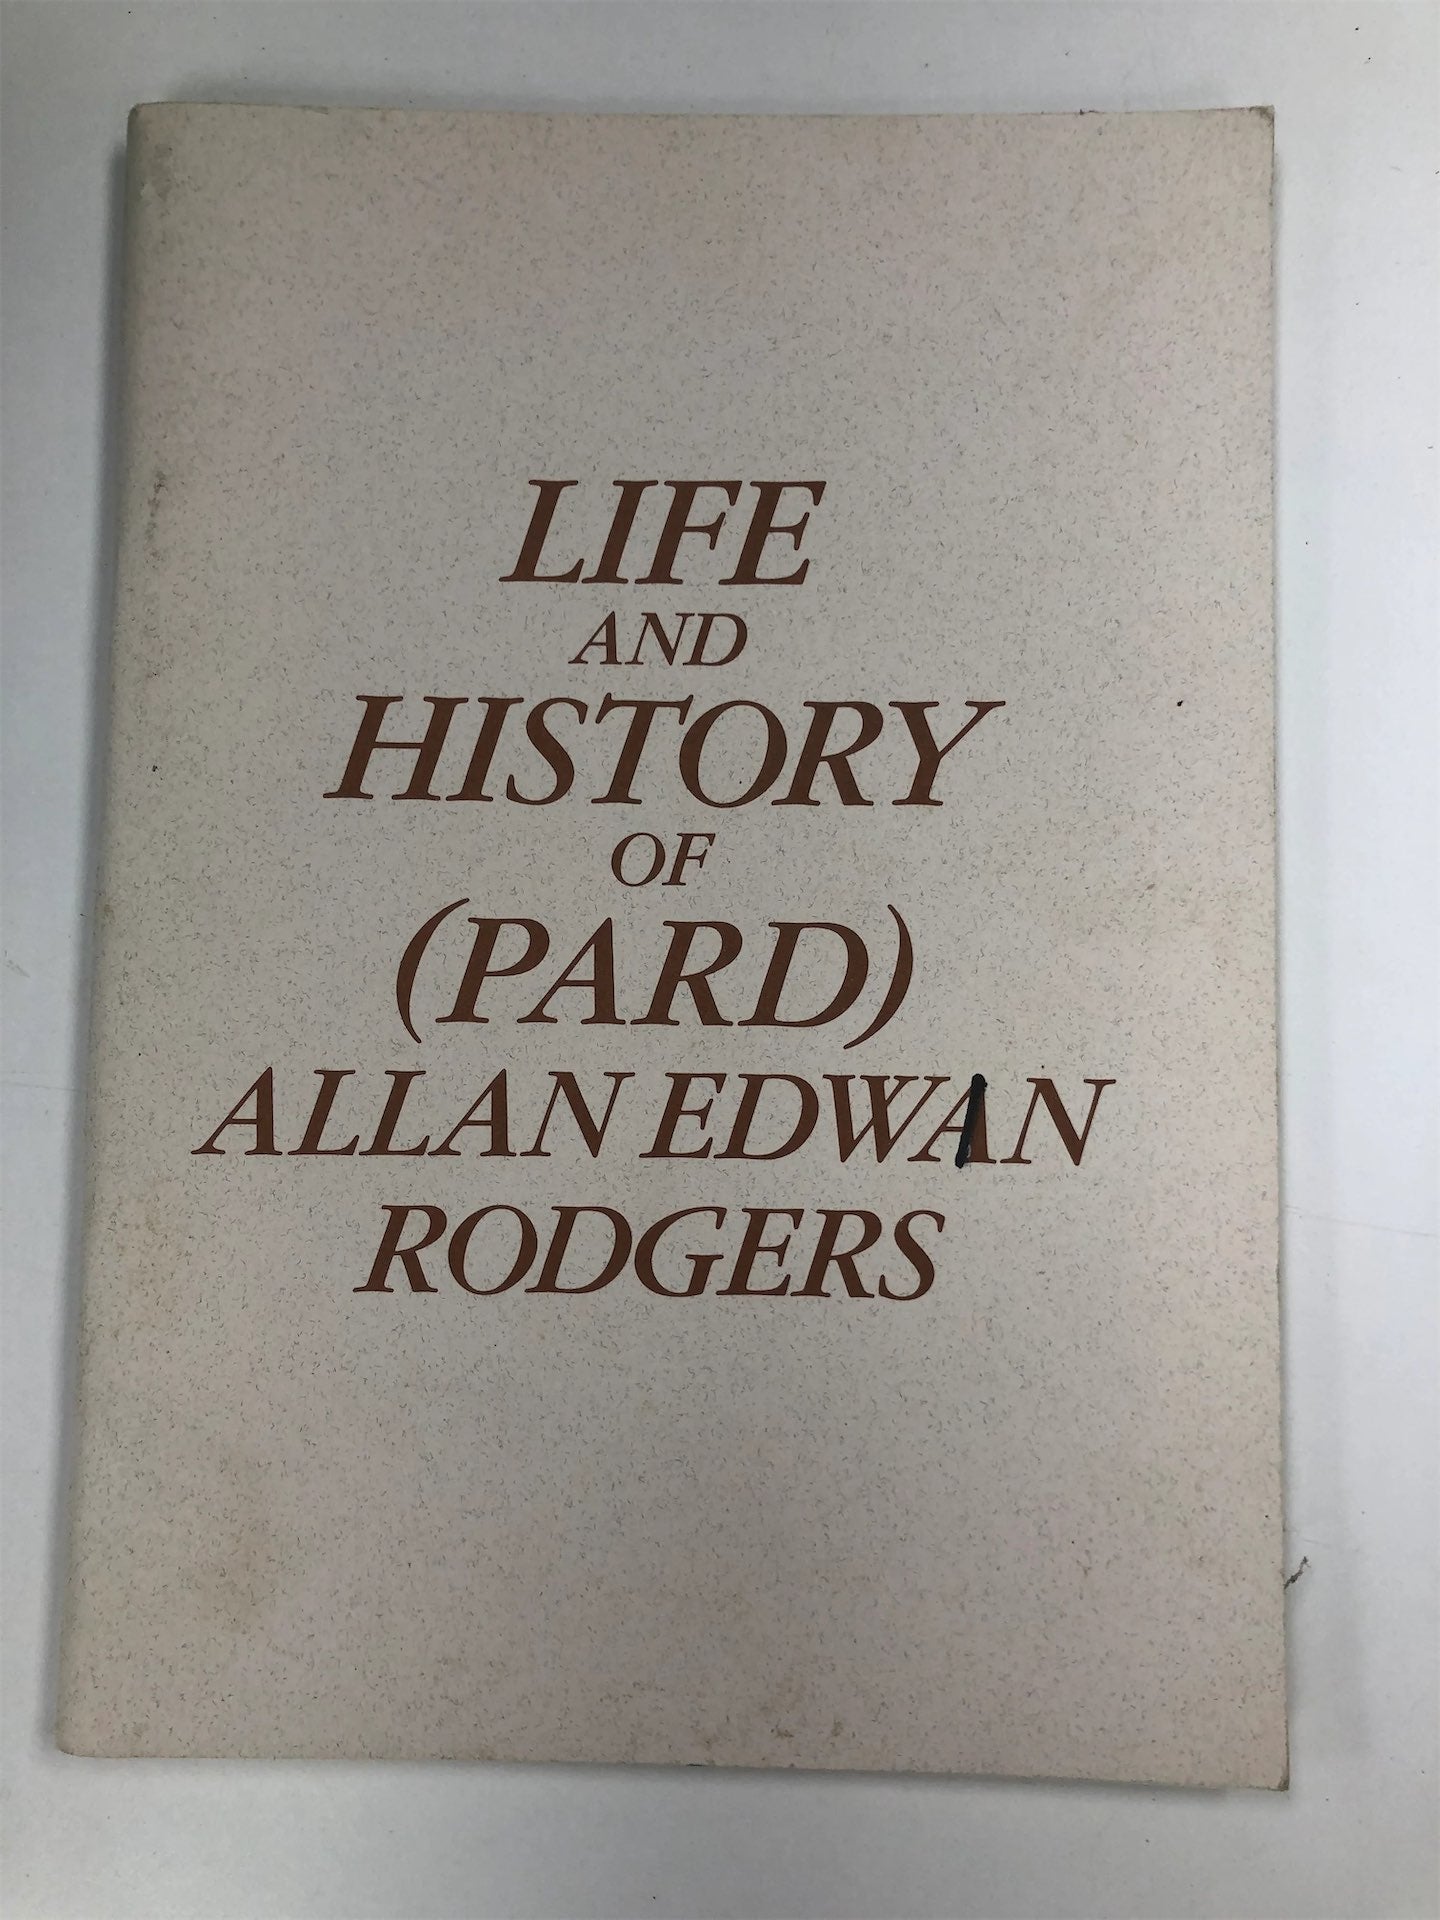 LIFE
AND
HISTORY
OF
(PARD)
ALLAN EDWAN
RODGERS